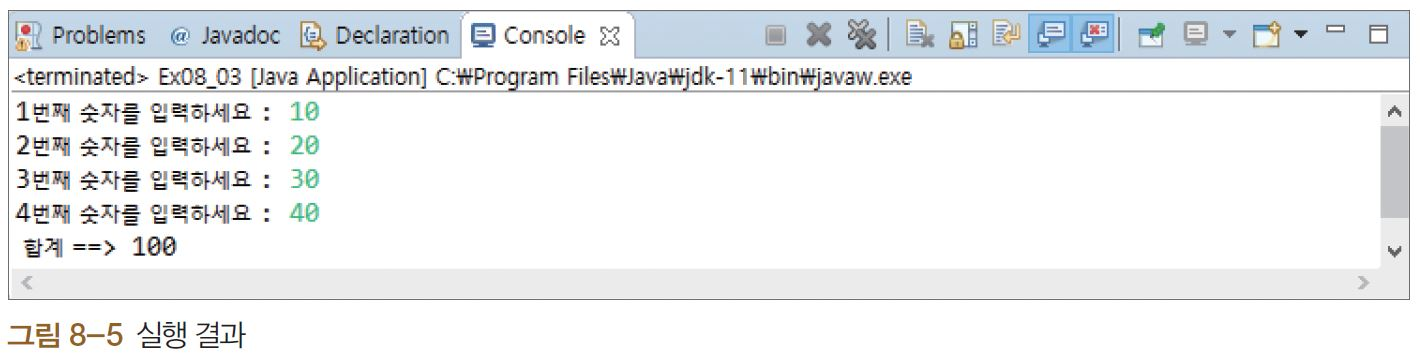 Problems @ Javadoc Declaration Console
<terminated> Ex08_03 [Java Application] C:₩Program Files₩Java₩jdk-11₩bin₩javaw.exe
1번째 숫자를 입력하세요 : 10
2번째 숫자를 입력하세요 : 20
3번째 숫자를 입력하세요 : 30
4번째 숫자를 입력하세요 : 40
합계 ==> 100
그림 8-5 실행 결과